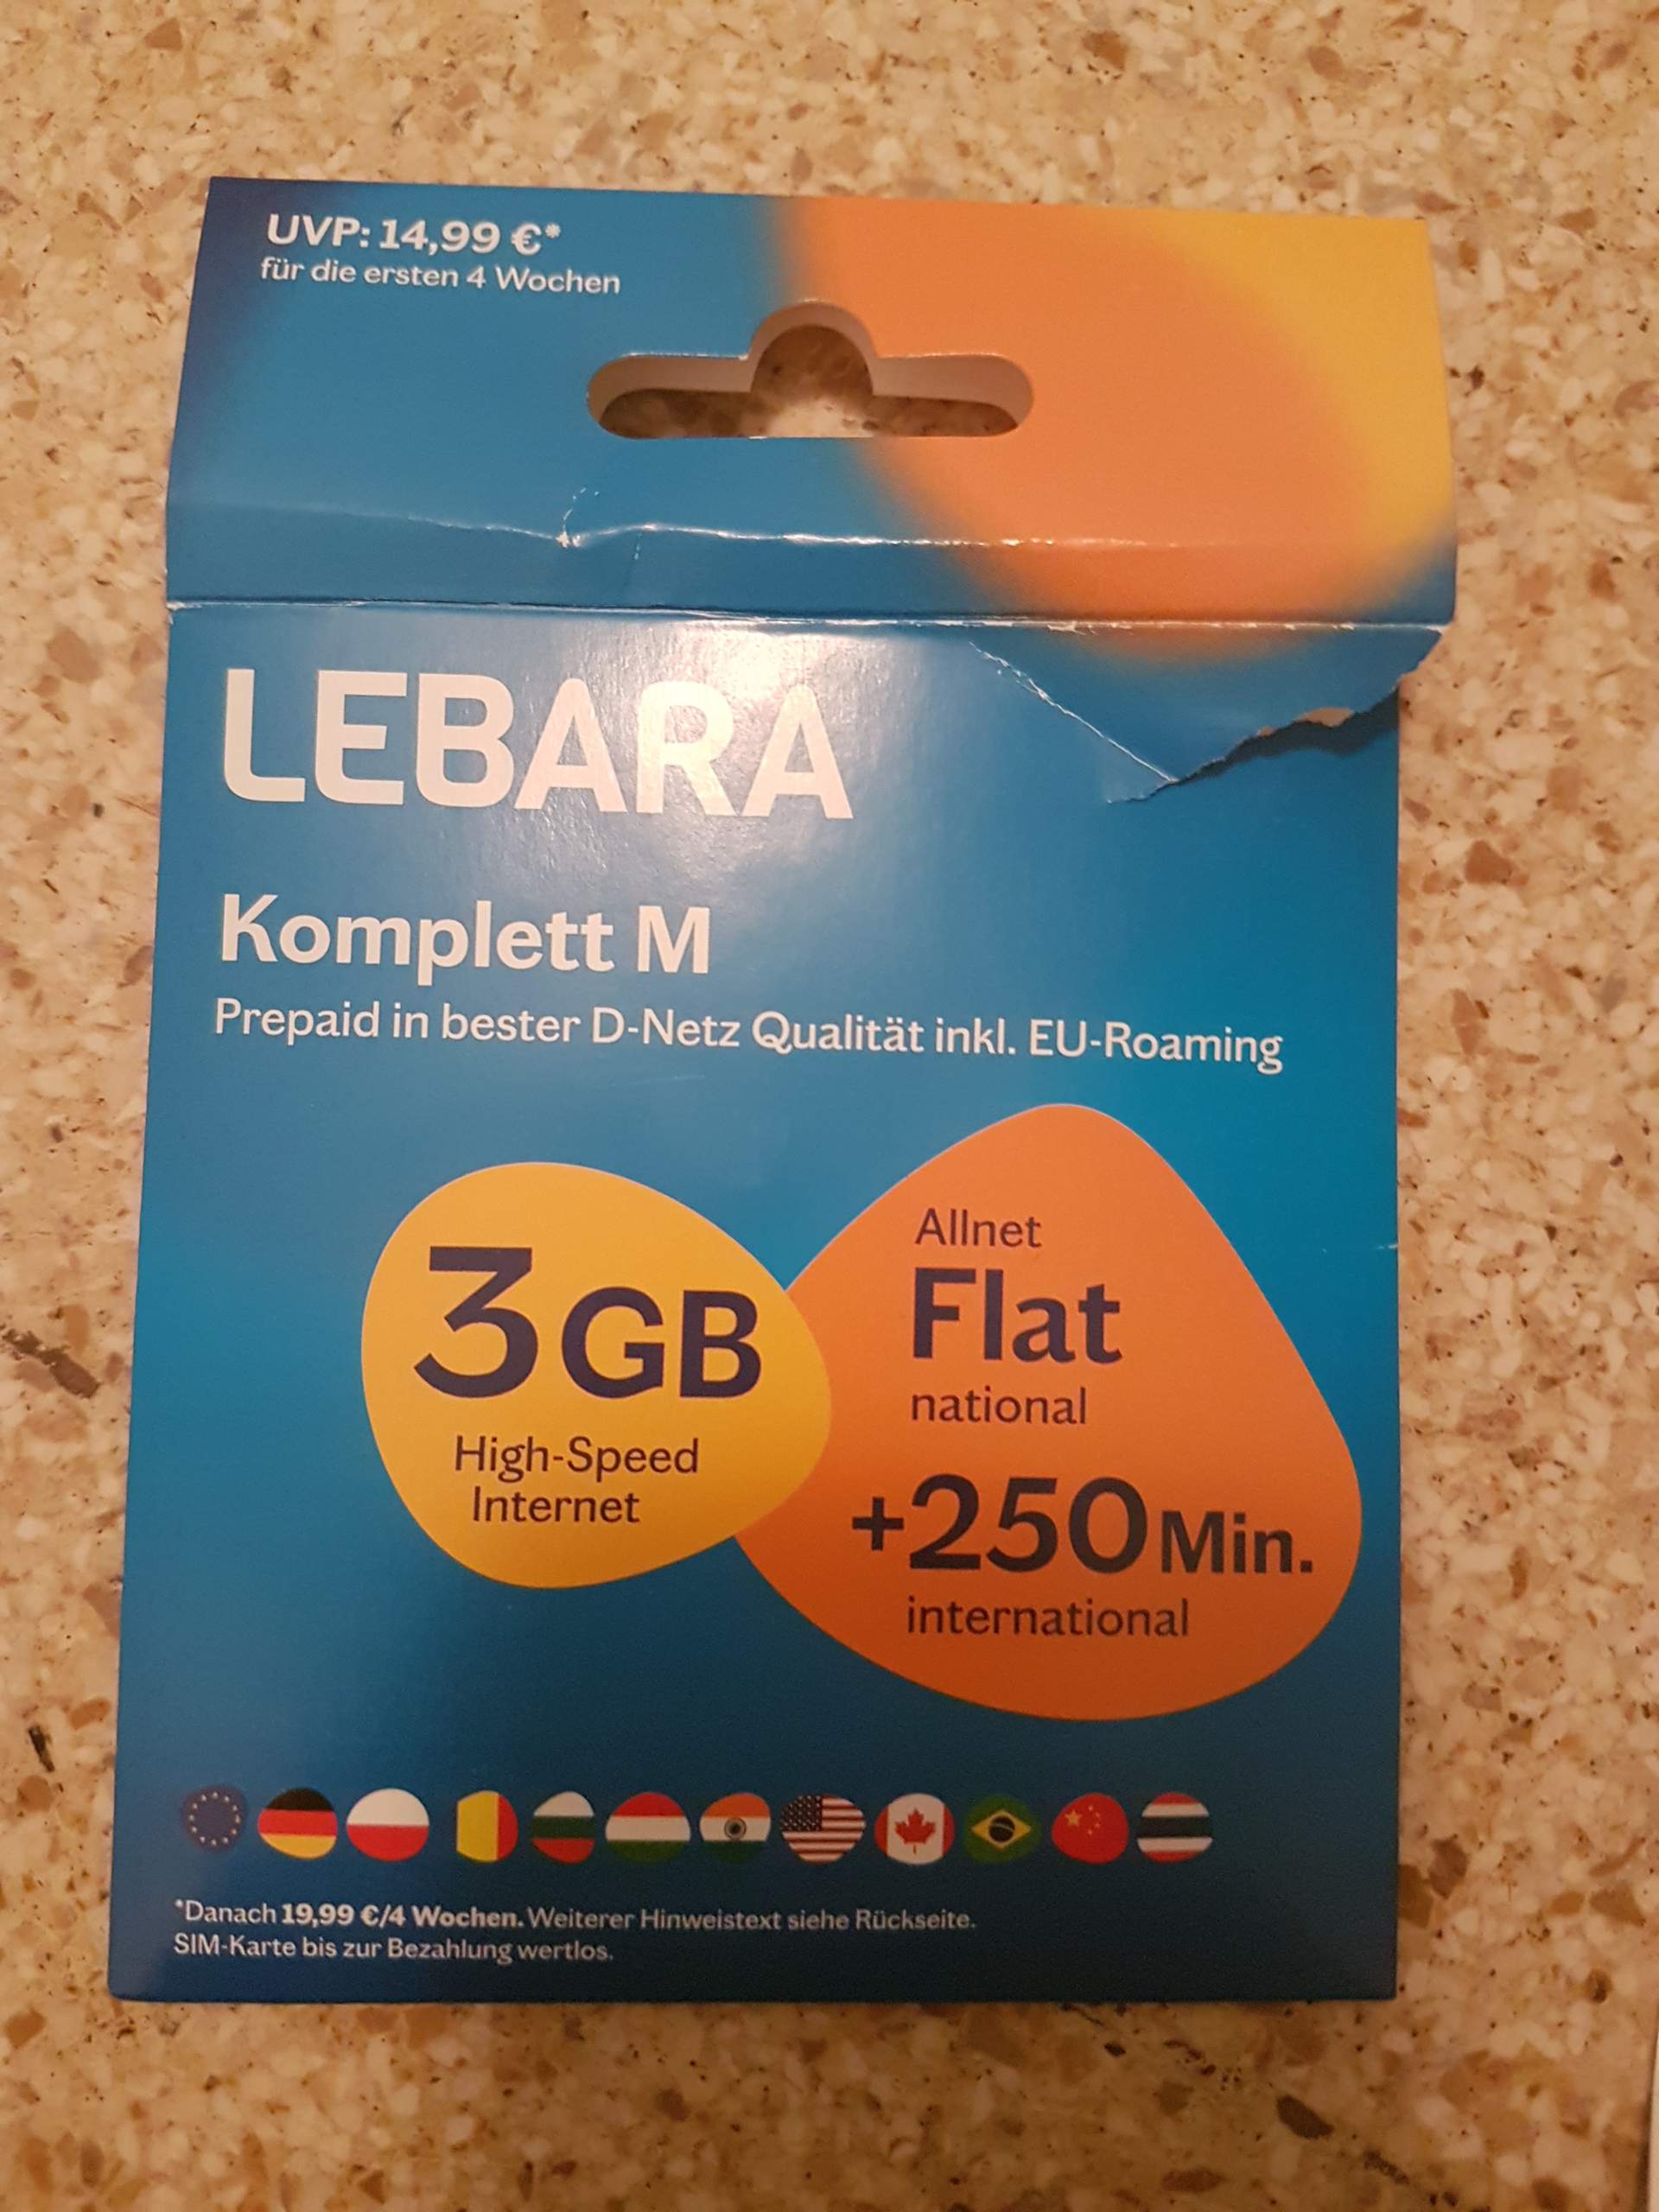 UVP: 14,99 €*
für die ersten 4 Wochen
LEBARA
Komplett M
Prepaid in bester D-Netz Qualität inkl. EU-Roaming
3 GB
High-Speed
Internet
Allnet
Flat
national
+250 Min.
international
*Danach 19,99 €/4 Wochen. Weiterer Hinweistext siehe Rückseite.
SIM-Karte bis zur Bezahlung wertlos.